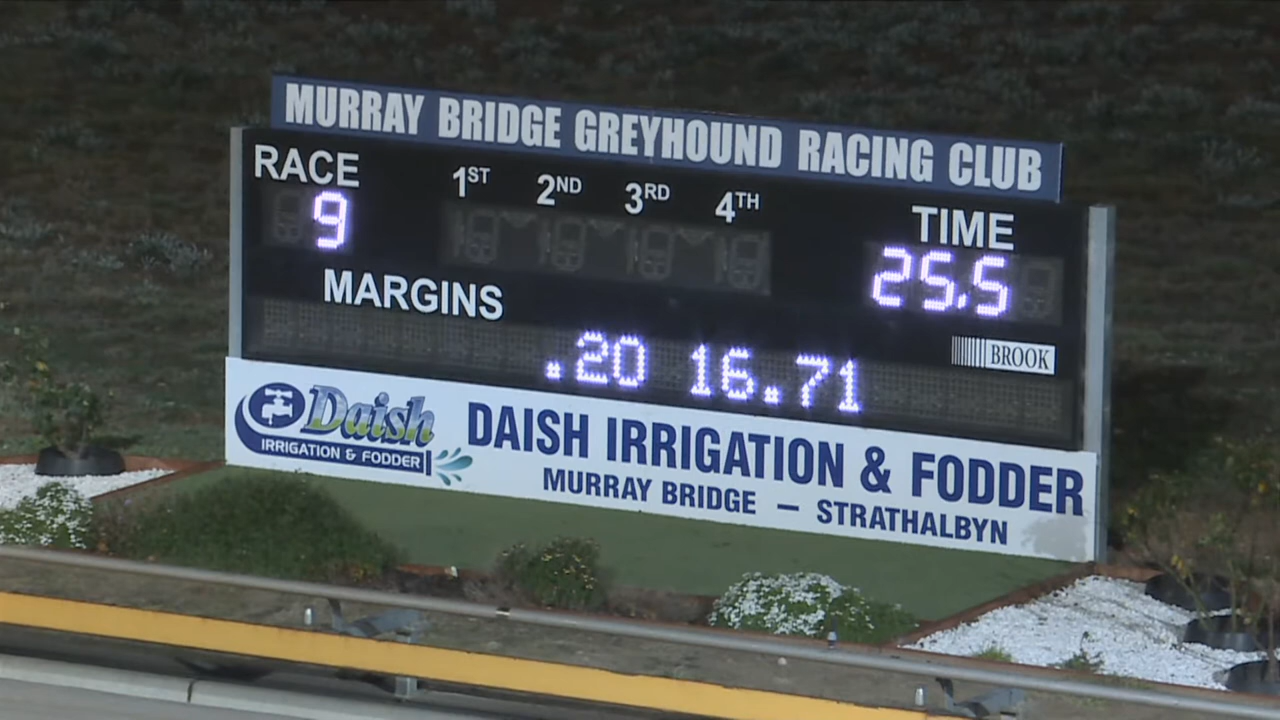 MURRAY BRIDGE GREYHOUND RACING CLUB
RACE 1ST 2ND 3RD 4TH TIME
9 25.5
MARGINS
.20 16.71
BROOK
Daish
IRRIGATION & FODDER
DAISH IRRIGATION & FODDER
MURRAY BRIDGE – STRATHALBYN